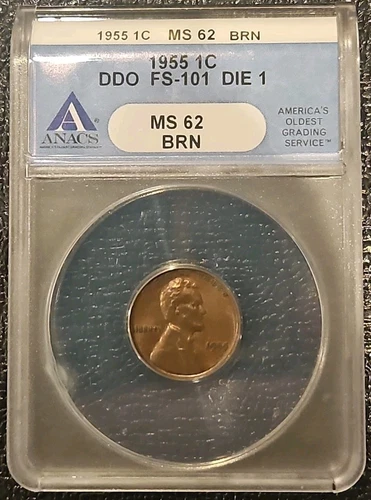 1955 1C MS 62 BRN
1955 1C
DDO FS-101 DIE 1
MS 62
BRN
ANACS
AMERICA'S
OLDEST
GRADING
SERVICE™
LIBERTY
1955